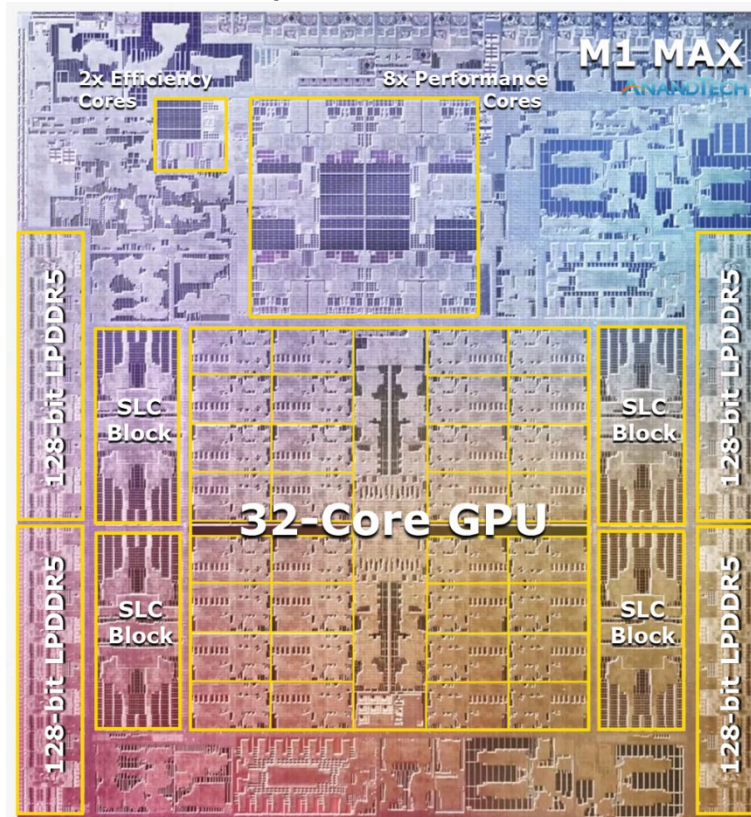 M1 MAX
ANANDTECH
2x Efficiency
Cores
8x Performance
Cores
128-bit LPDDR5
128-bit LPDDR5
SLC
Block
SLC
Block
32-Core GPU
128-bit LPDDR5
128-bit LPDDR5
SLC
Block
SLC
Block